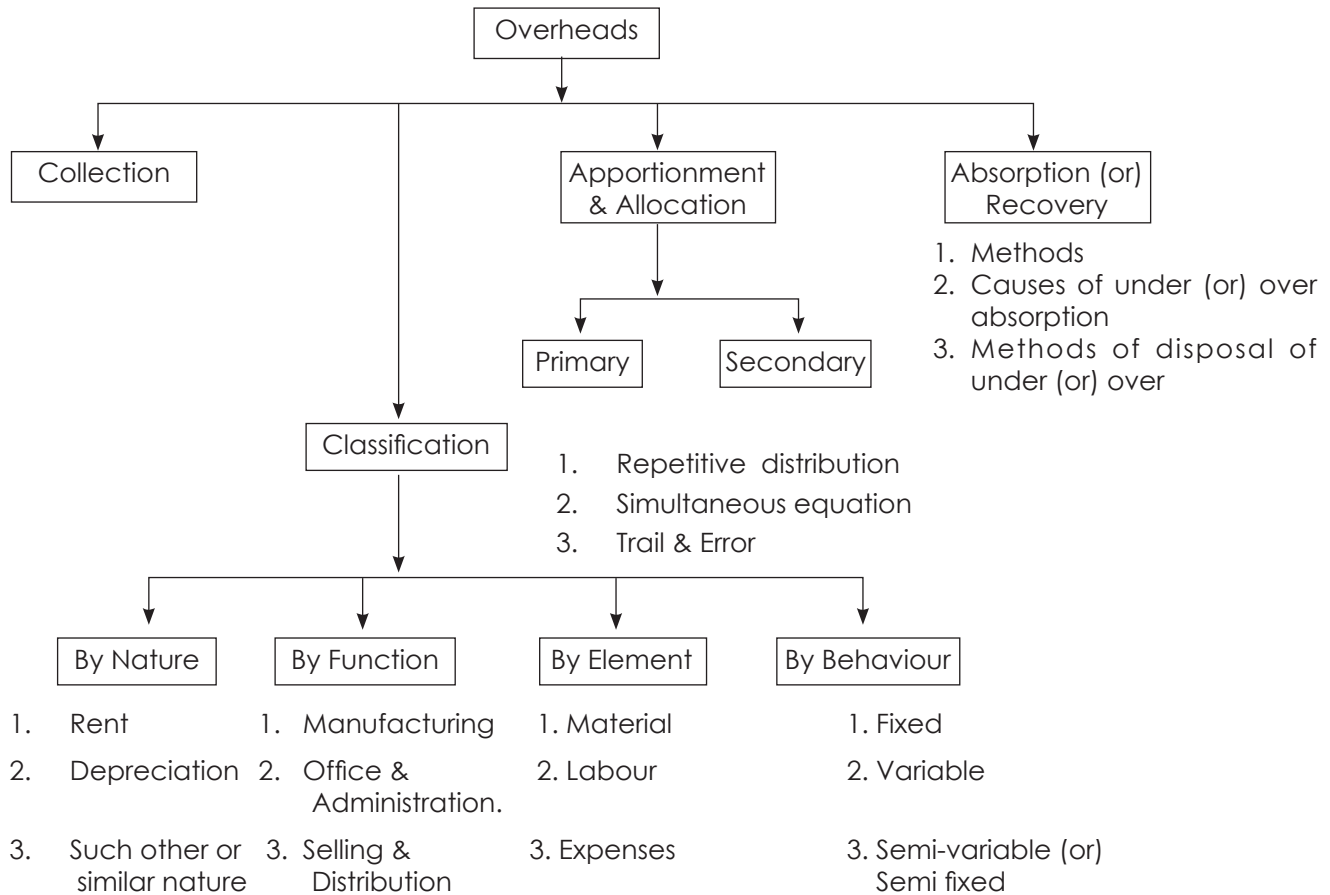 Overheads
Collection
Apportionment
& Allocation
Absorption (or)
Recovery
1. Methods
2. Causes of under (or) over
absorption
3. Methods of disposal of
under (or) over
Primary
Secondary
Classification
1. Repetitive distribution
2. Simultaneous equation
3. Trail & Error
By Nature
By Function
By Element
By Behaviour
1. Rent
2. Depreciation
3. Such other or
similar nature
1. Manufacturing
2. Office &
Administration.
3. Selling &
Distribution
1. Material
2. Labour
3. Expenses
1. Fixed
2. Variable
3. Semi-variable (or)
Semi fixed